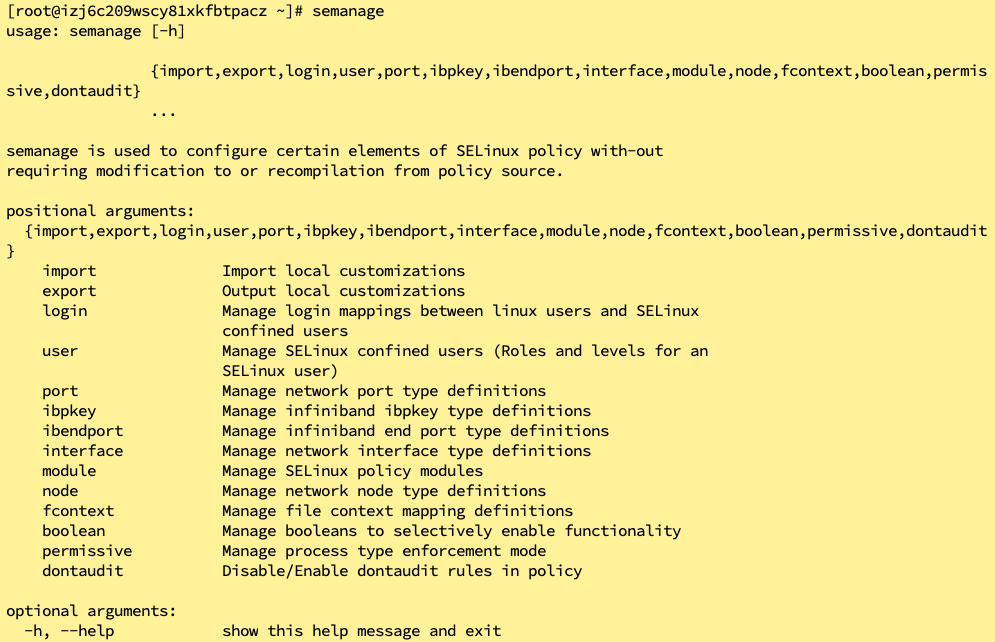 [root@izj6c209wscy81xkfbtpacz ~]# semanage
usage: semanage [-h]
{import,export,login,user,port,ibpkey,ibendport,interface,module,node,fcontext,boolean,permis
sive,dontaudit}
...
semanage is used to configure certain elements of SELinux policy with-out
requiring modification to or recompilation from policy source.
positional arguments:
{import,export,login,user,port,ibpkey,ibendport,interface,module,node,fcontext,boolean,permissive,dontaudit
}
import Import local customizations
export Output local customizations
login Manage login mappings between linux users and SELinux
confined users
user Manage SELinux confined users (Roles and levels for an
SELinux user)
port Manage network port type definitions
ibpkey Manage infiniband ibpkey type definitions
ibendport Manage infiniband end port type definitions
interface Manage network interface type definitions
module Manage SELinux policy modules
node Manage network node type definitions
fcontext Manage file context mapping definitions
boolean Manage booleans to selectively enable functionality
permissive Manage process type enforcement mode
dontaudit Disable/Enable dontaudit rules in policy
optional arguments:
-h, --help show this help message and exit